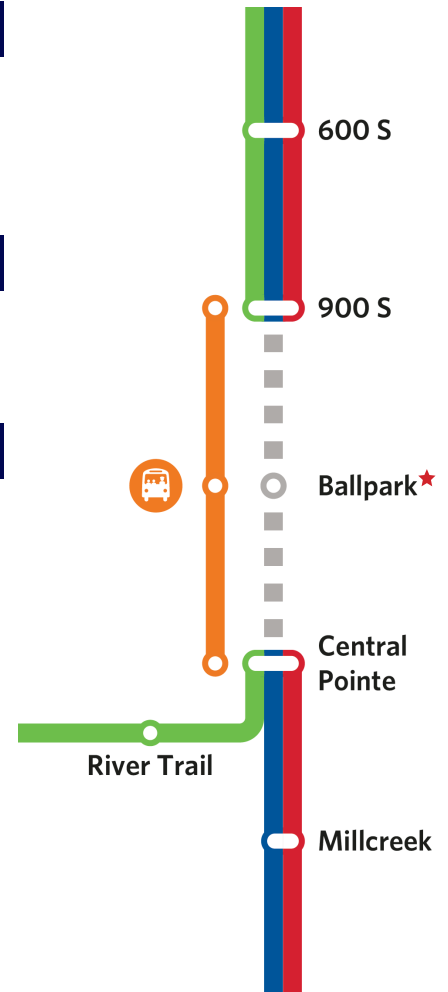 600 S
900 S
Ballpark
Central
Pointe
River Trail
Millcreek